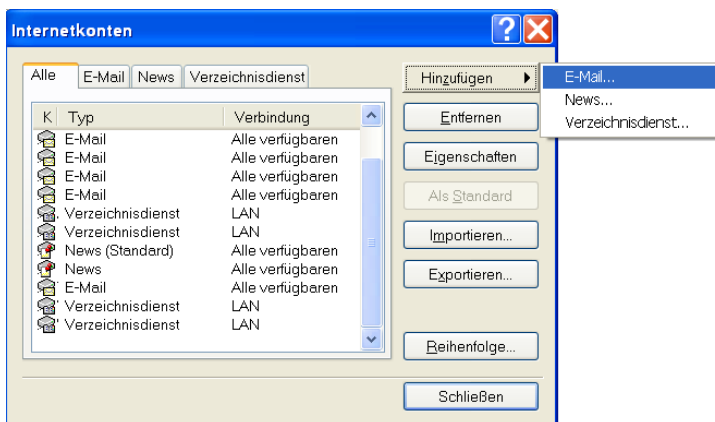 Internetkonten
Alle E-Mail News Verzeichnisdienst
K Typ Verbindung
E-Mail Alle verfügbaren
E-Mail Alle verfügbaren
E-Mail Alle verfügbaren
E-Mail Alle verfügbaren
Verzeichnisdienst LAN
Verzeichnisdienst LAN
News (Standard) Alle verfügbaren
News Alle verfügbaren
E-Mail Alle verfügbaren
Verzeichnisdienst LAN
Verzeichnisdienst LAN
Hinzufügen
Entfernen
Eigenschaften
Als Standard
Importieren...
Exportieren...
Reihenfolge...
Schließen
E-Mail...
News...
Verzeichnisdienst...